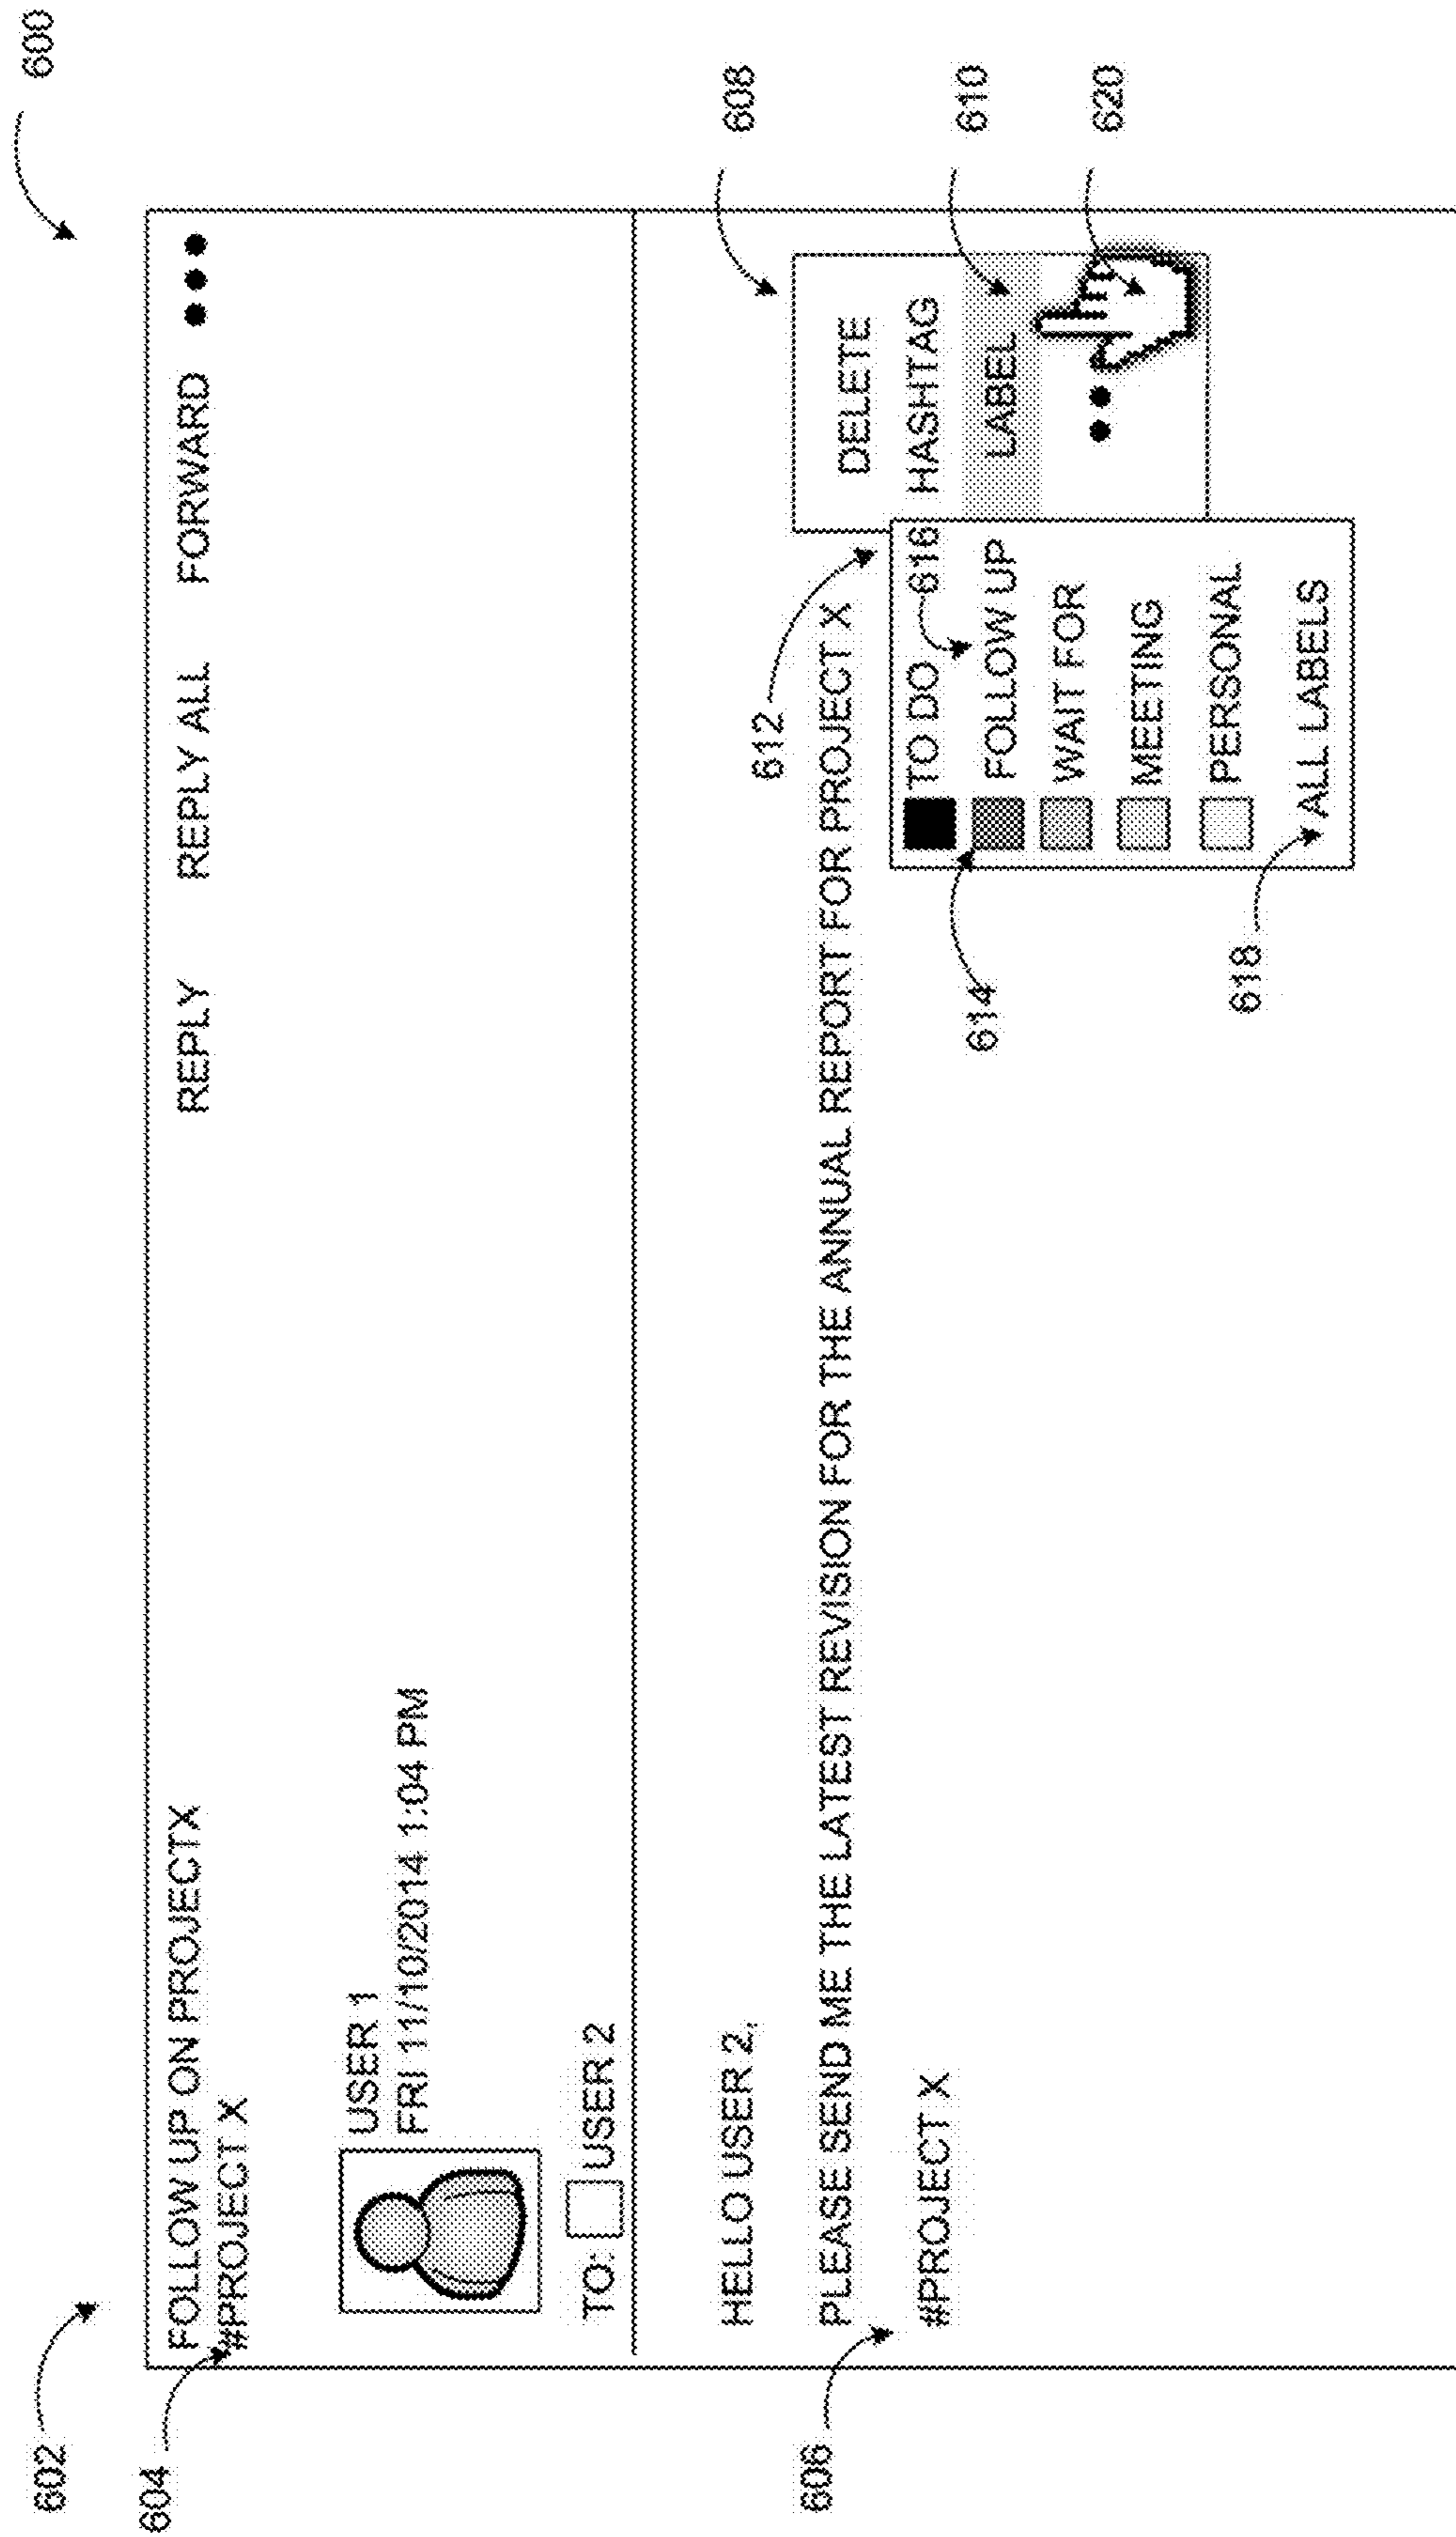 600
602
604
FOLLOW UP ON PROJECTX
REPLY REPLY ALL FORWARD
#PROJECT X
USER 1
FRI 11/10/2014 1:04 PM
TO: USER 2
608
HELLO USER 2,
612
PLEASE SEND ME THE LATEST REVISION FOR THE ANNUAL REPORT FOR PROJECT X
606
#PROJECT X
DELETE
HASHTAG
LABEL
610
620
TO DO
616
FOLLOW UP
614
WAIT FOR
MEETING
PERSONAL
618
ALL LABELS